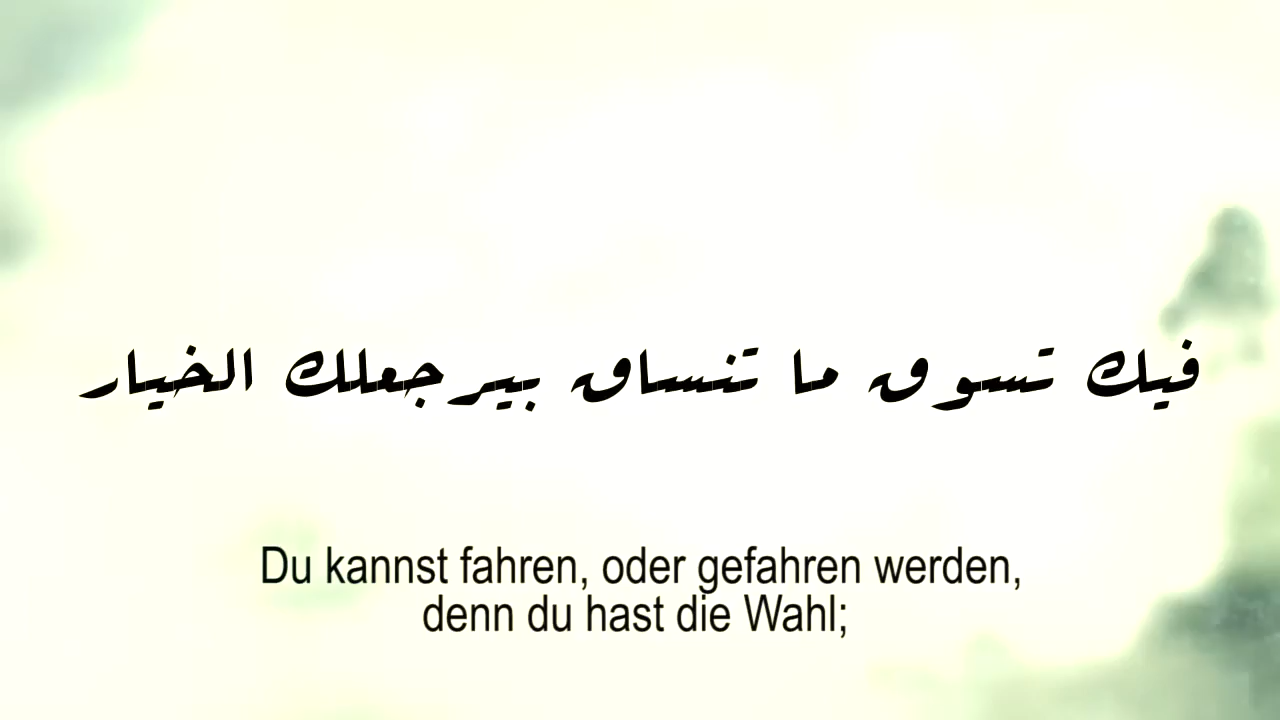 فيك تسوق ما تنساق بيرجعلك الخيار
Du kannst fahren, oder gefahren werden,
denn du hast die Wahl;